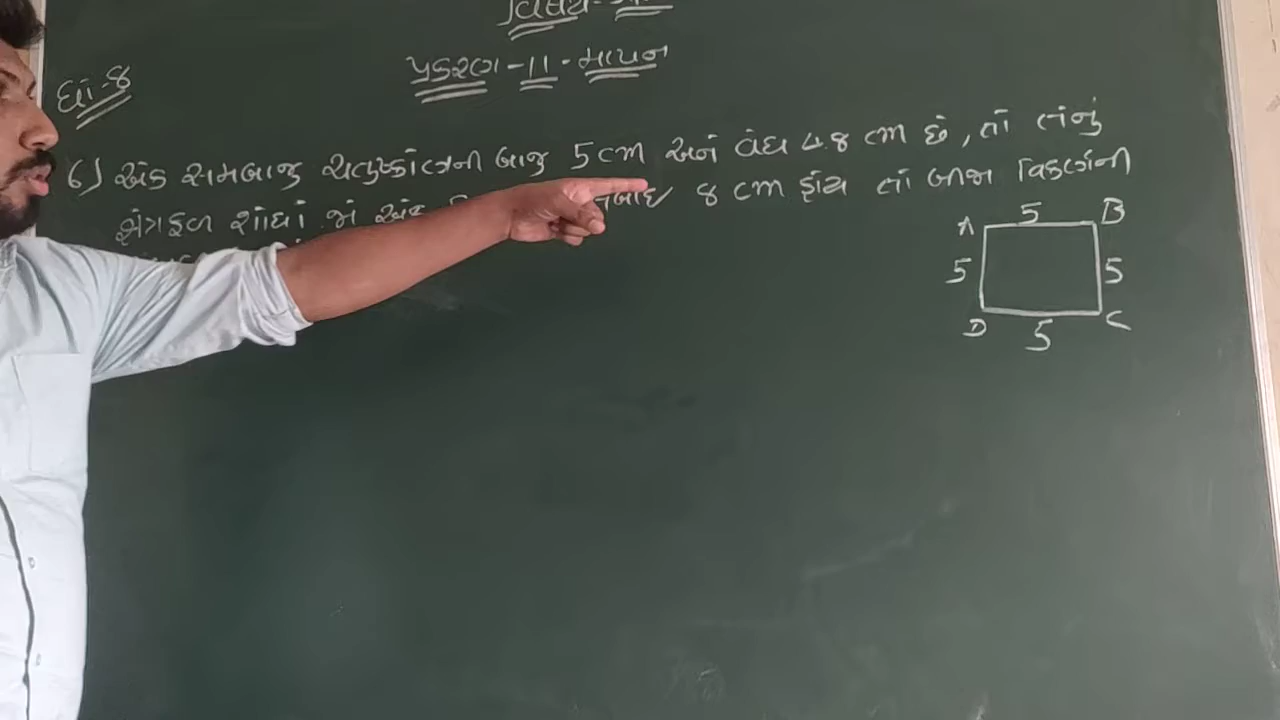 વિષય-
પ્રકરણ-11-માપન
ધો-8
6) એક સમબાજુ ચતુષ્કોણની બાજુ 5 cm અને વેધ 4.8 cm છે, તો તેનું
ક્ષેત્રફળ શોધો. જો એક 8 cm હોય તો બીજા વિકર્ણની
A 5 B
5 5
D 5 C